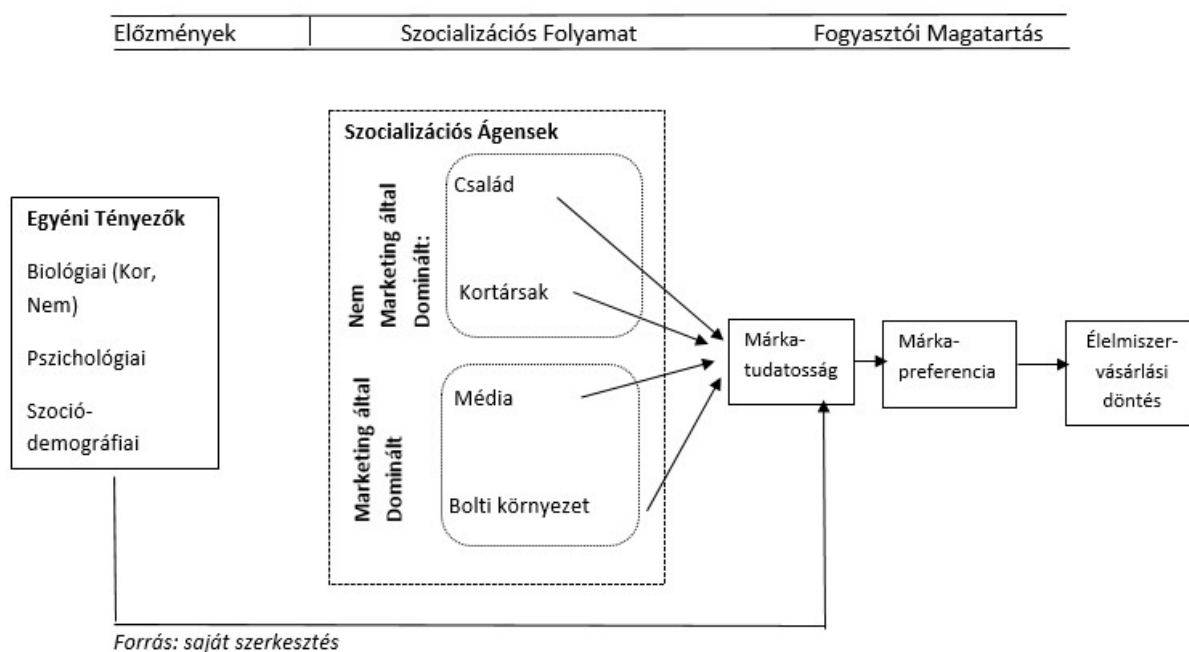 Előzmények Szocializációs Folyamat Fogyasztói Magatartás
Szocializációs Ágensek
Egyéni Tényezők
Biológiai (Kor,
Nem)
Pszichológiai
Szoció-
demográfiai
Nem
Marketing által
Dominált:
Család
Kortársak
Marketing által
Dominált
Média
Bolti környezet
Márka-
tudatosság
Márka-
preferencia
Élelmiszer-
vásárlási
döntés
Forrás: saját szerkesztés